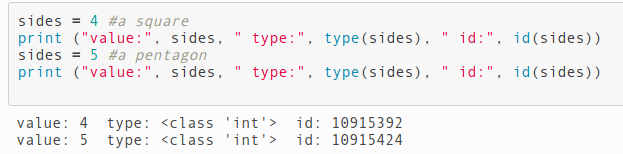 sides = 4 #a square
print ("value:", sides, " type:", type(sides), " id:", id(sides))
sides = 5 #a pentagon
print ("value:", sides, " type:", type(sides), " id:", id(sides))
value: 4  type: <class 'int'>  id: 10915392
value: 5  type: <class 'int'>  id: 10915424